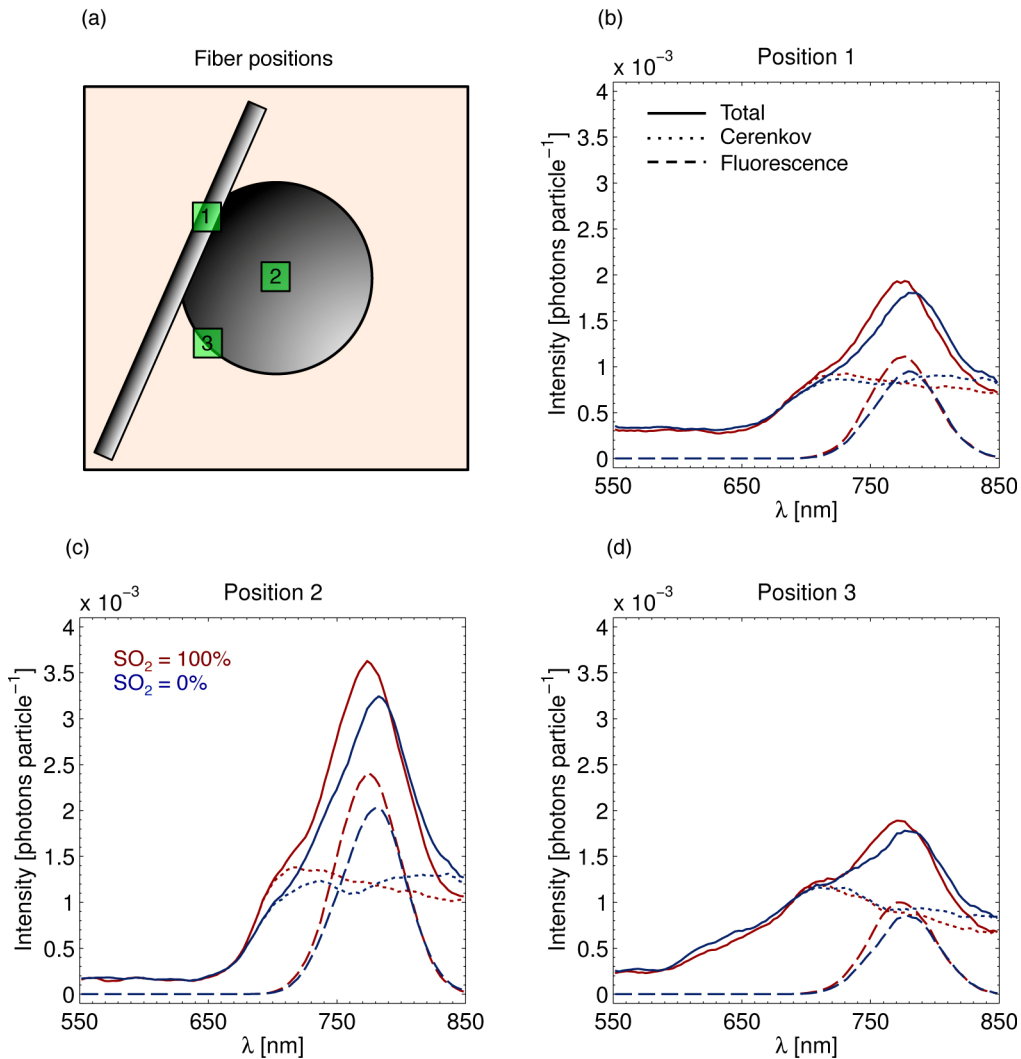 (a)
Fiber positions
1
2
3
(b)
Position 1
x 10⁻³
Total
Cerenkov
Fluorescence
4
3.5
3
2.5
2
1.5
1
0.5
0
Intensity [photons particle⁻¹]
550 650 750 850
λ [nm]
(c)
Position 2
x 10⁻³
SO₂ = 100%
SO₂ = 0%
4
3.5
3
2.5
2
1.5
1
0.5
0
Intensity [photons particle⁻¹]
550 650 750 850
λ [nm]
(d)
Position 3
x 10⁻³
4
3.5
3
2.5
2
1.5
1
0.5
0
Intensity [photons particle⁻¹]
550 650 750 850
λ [nm]